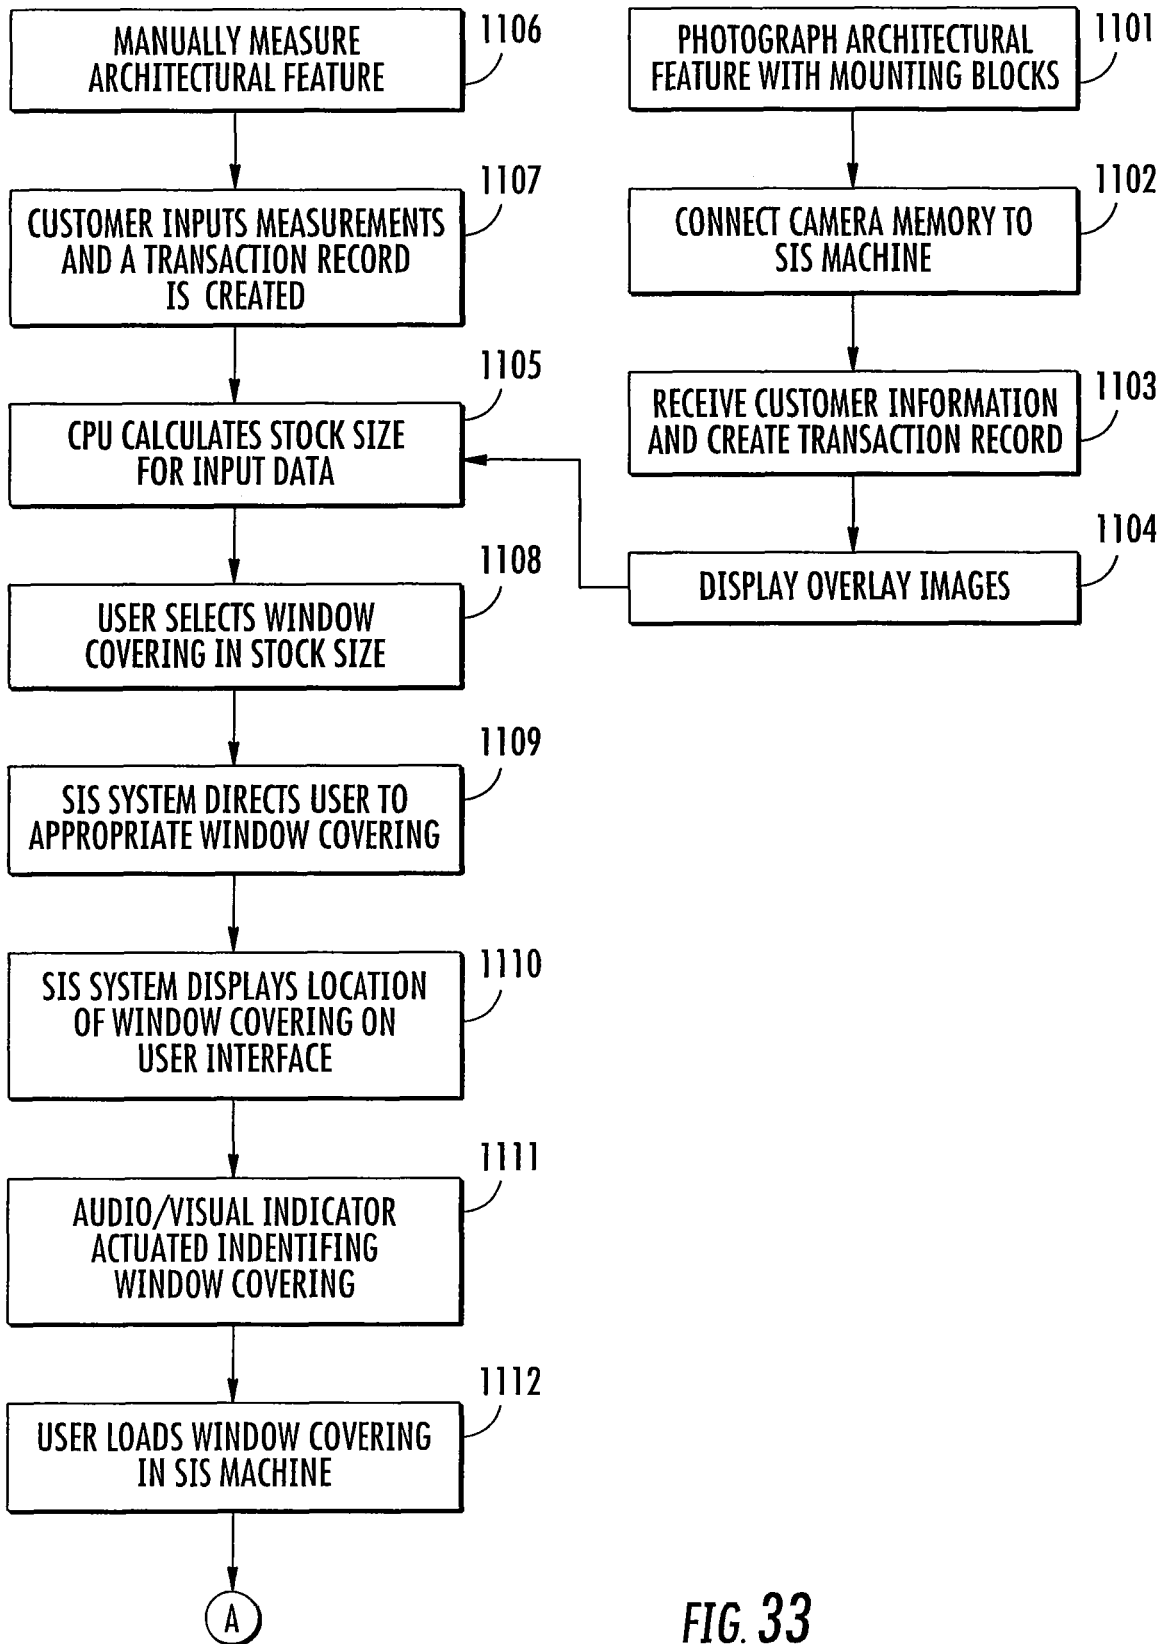 MANUALLY MEASURE
ARCHITECTURAL FEATURE
1106
CUSTOMER INPUTS MEASUREMENTS
AND A TRANSACTION RECORD
IS CREATED
1107
CPU CALCULATES STOCK SIZE
FOR INPUT DATA
1105
USER SELECTS WINDOW
COVERING IN STOCK SIZE
1108
SIS SYSTEM DIRECTS USER TO
APPROPRIATE WINDOW COVERING
1109
SIS SYSTEM DISPLAYS LOCATION
OF WINDOW COVERING ON
USER INTERFACE
1110
AUDIO/VISUAL INDICATOR
ACTUATED INDENTIFING
WINDOW COVERING
1111
USER LOADS WINDOW COVERING
IN SIS MACHINE
1112
A
PHOTOGRAPH ARCHITECTURAL
FEATURE WITH MOUNTING BLOCKS
1101
CONNECT CAMERA MEMORY TO
SIS MACHINE
1102
RECEIVE CUSTOMER INFORMATION
AND CREATE TRANSACTION RECORD
1103
DISPLAY OVERLAY IMAGES
1104
FIG. 33